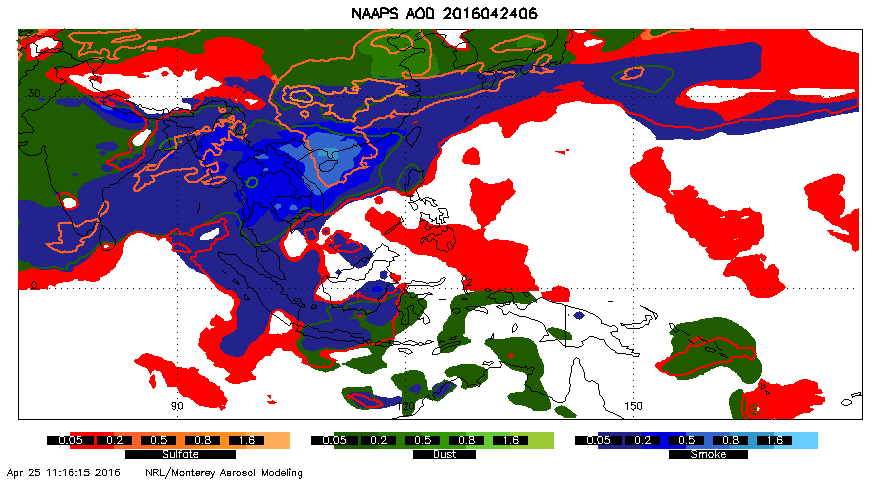 NAAPS AOD 2016042406
30
0
90
120
150
0.05 0.2 0.5 0.8 1.6 0.05 0.2 0.5 0.8 1.6 0.05 0.2 0.5 0.8 1.6
Sulfate Dust Smoke
Apr 25 11:16:15 2016 NRL/Monterey Aerosol Modeling